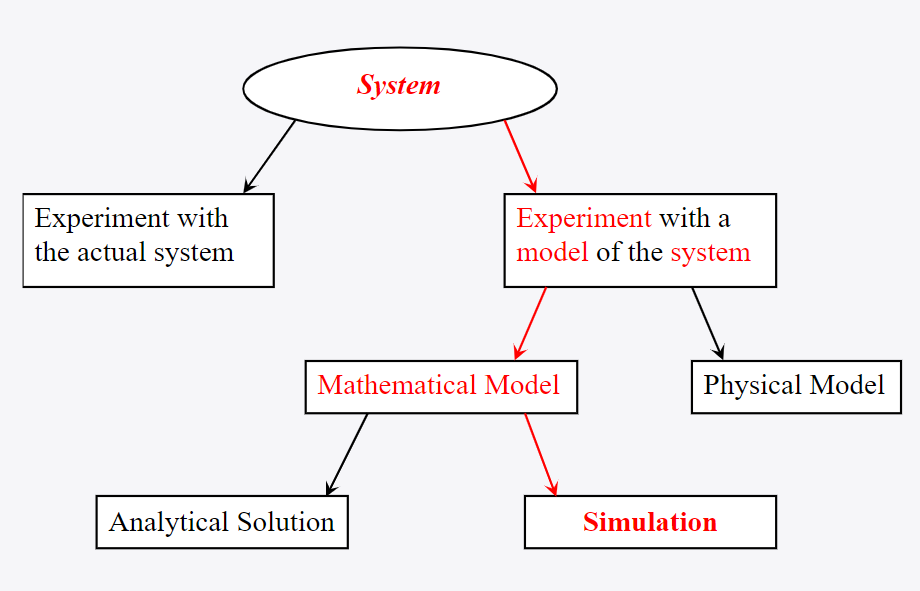 System
Experiment with
the actual system
Experiment with a
model of the system
Mathematical Model
Physical Model
Analytical Solution
Simulation